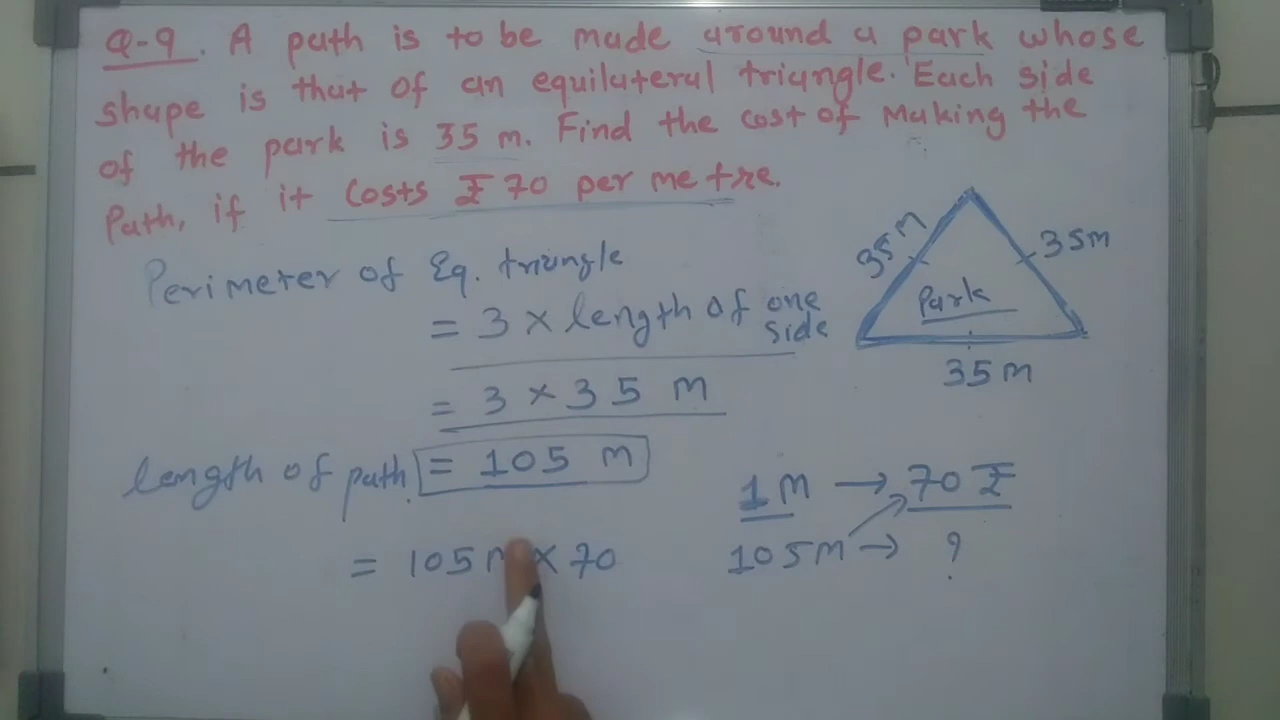 Q-9. A path is to be made around a park whose
shape is that of an equilateral triangle. Each side
of the park is 35 m. Find the cost of Making the
Path, if it Costs ₹ 70 per metre.
Perimeter of Eq. triangle
= 3 × length of one
side
= 3 × 35 M
length of path = 105 M
= 105 M × 70
35 M
35M
Park
35 M
1 M → 70 ₹
105M → ?